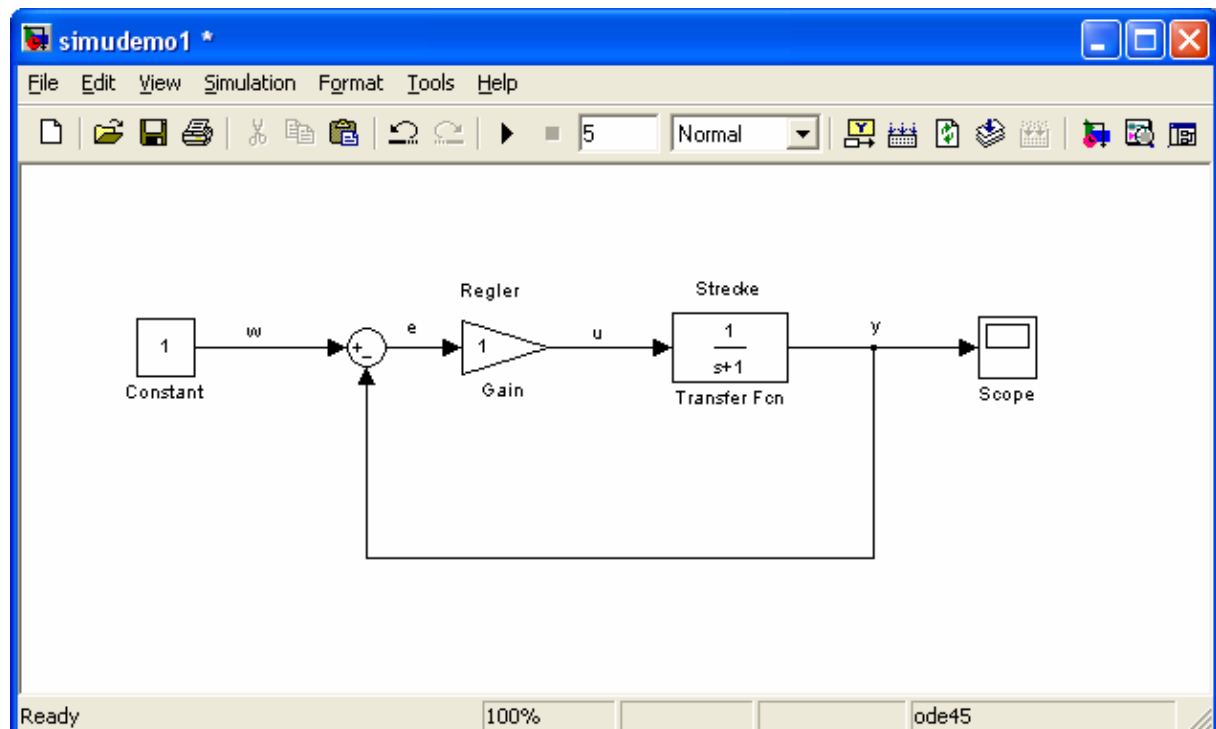 simudemo1 *
File Edit View Simulation Format Tools Help
5 Normal
Regler Strecke
1 w + - e 1 u 1 y
s+1
Constant Gain Transfer Fcn Scope
Ready 100% ode45